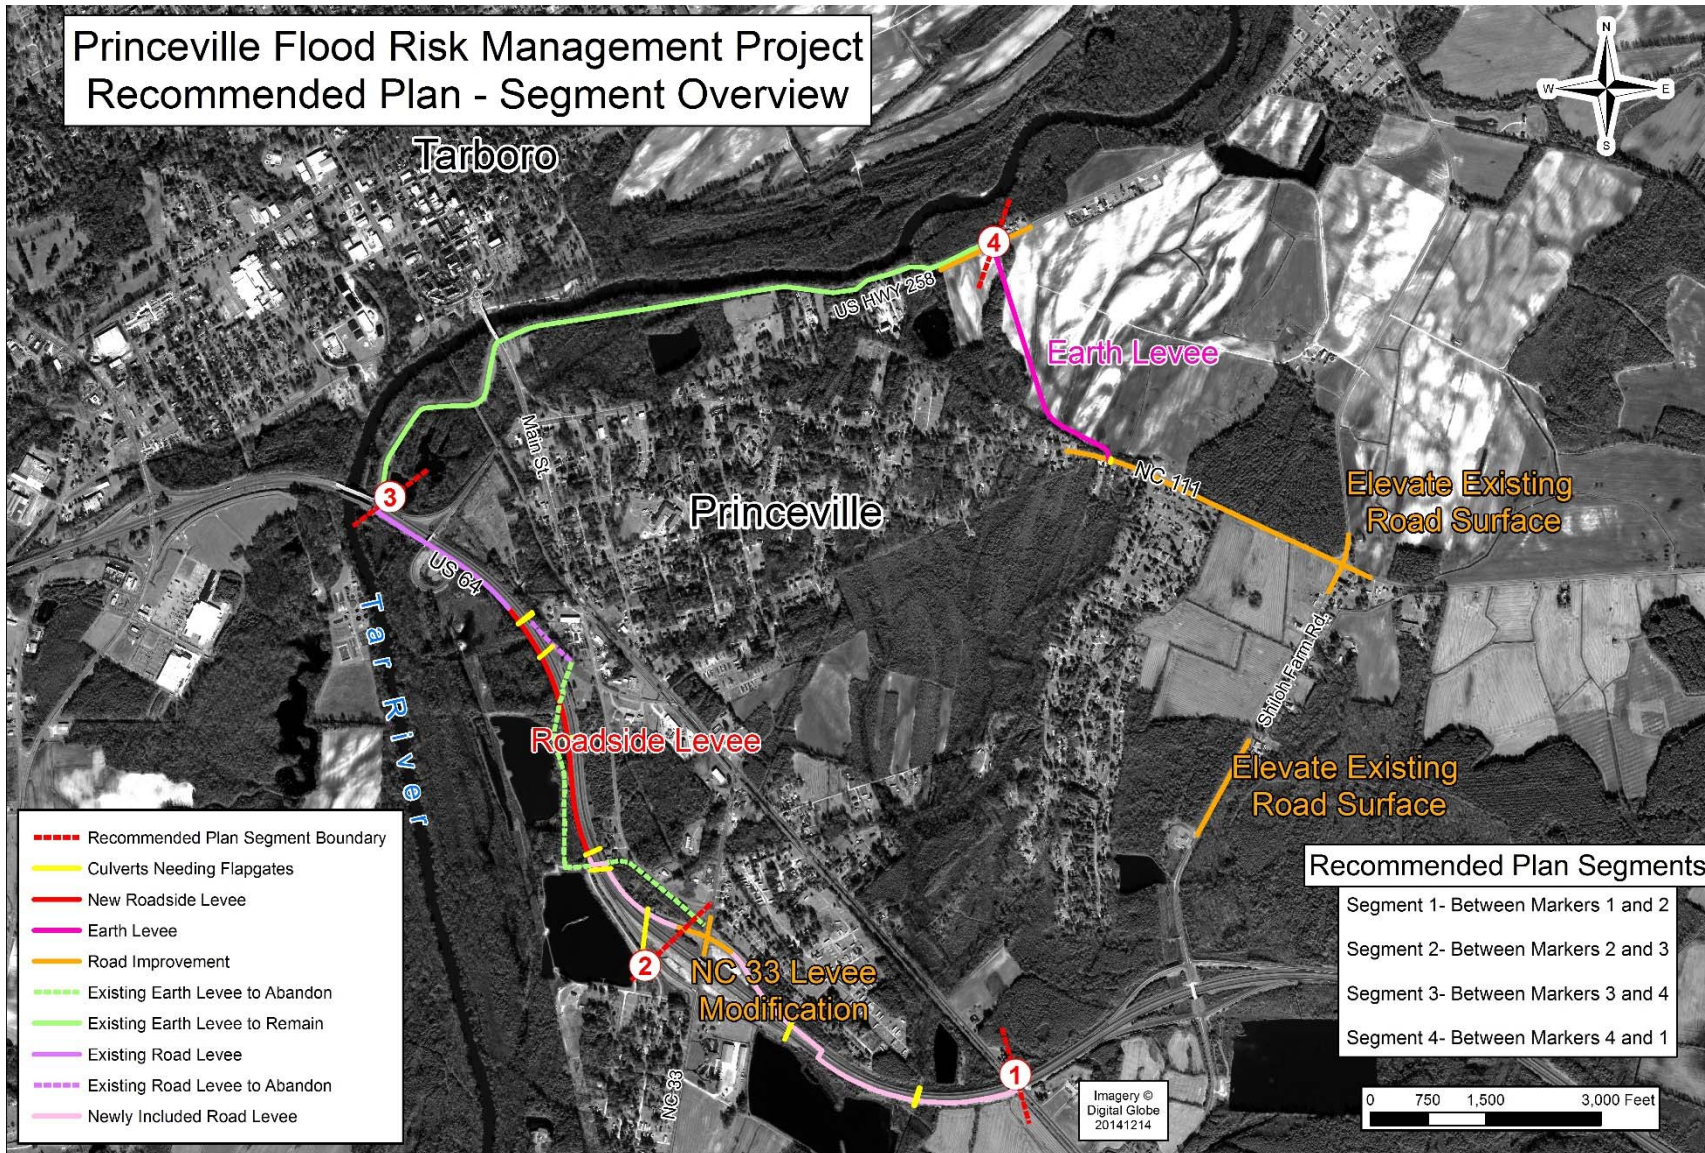 Princeville Flood Risk Management Project
Recommended Plan - Segment Overview
N
W
E
S
Tarboro
4
US HWY 258
Earth Levee
Main St.
3
Princeville
NC 111
Elevate Existing
Road Surface
US 64
Tar River
Shiloh Farm Rd.
Roadside Levee
Elevate Existing
Road Surface
2
NC 33 Levee
Modification
NC 33
1
Recommended Plan Segment Boundary
Culverts Needing Flapgates
New Roadside Levee
Earth Levee
Road Improvement
Existing Earth Levee to Abandon
Existing Earth Levee to Remain
Existing Road Levee
Existing Road Levee to Abandon
Newly Included Road Levee
Recommended Plan Segments
Segment 1- Between Markers 1 and 2
Segment 2- Between Markers 2 and 3
Segment 3- Between Markers 3 and 4
Segment 4- Between Markers 4 and 1
Imagery ©
Digital Globe
20141214
0 750 1,500 3,000 Feet